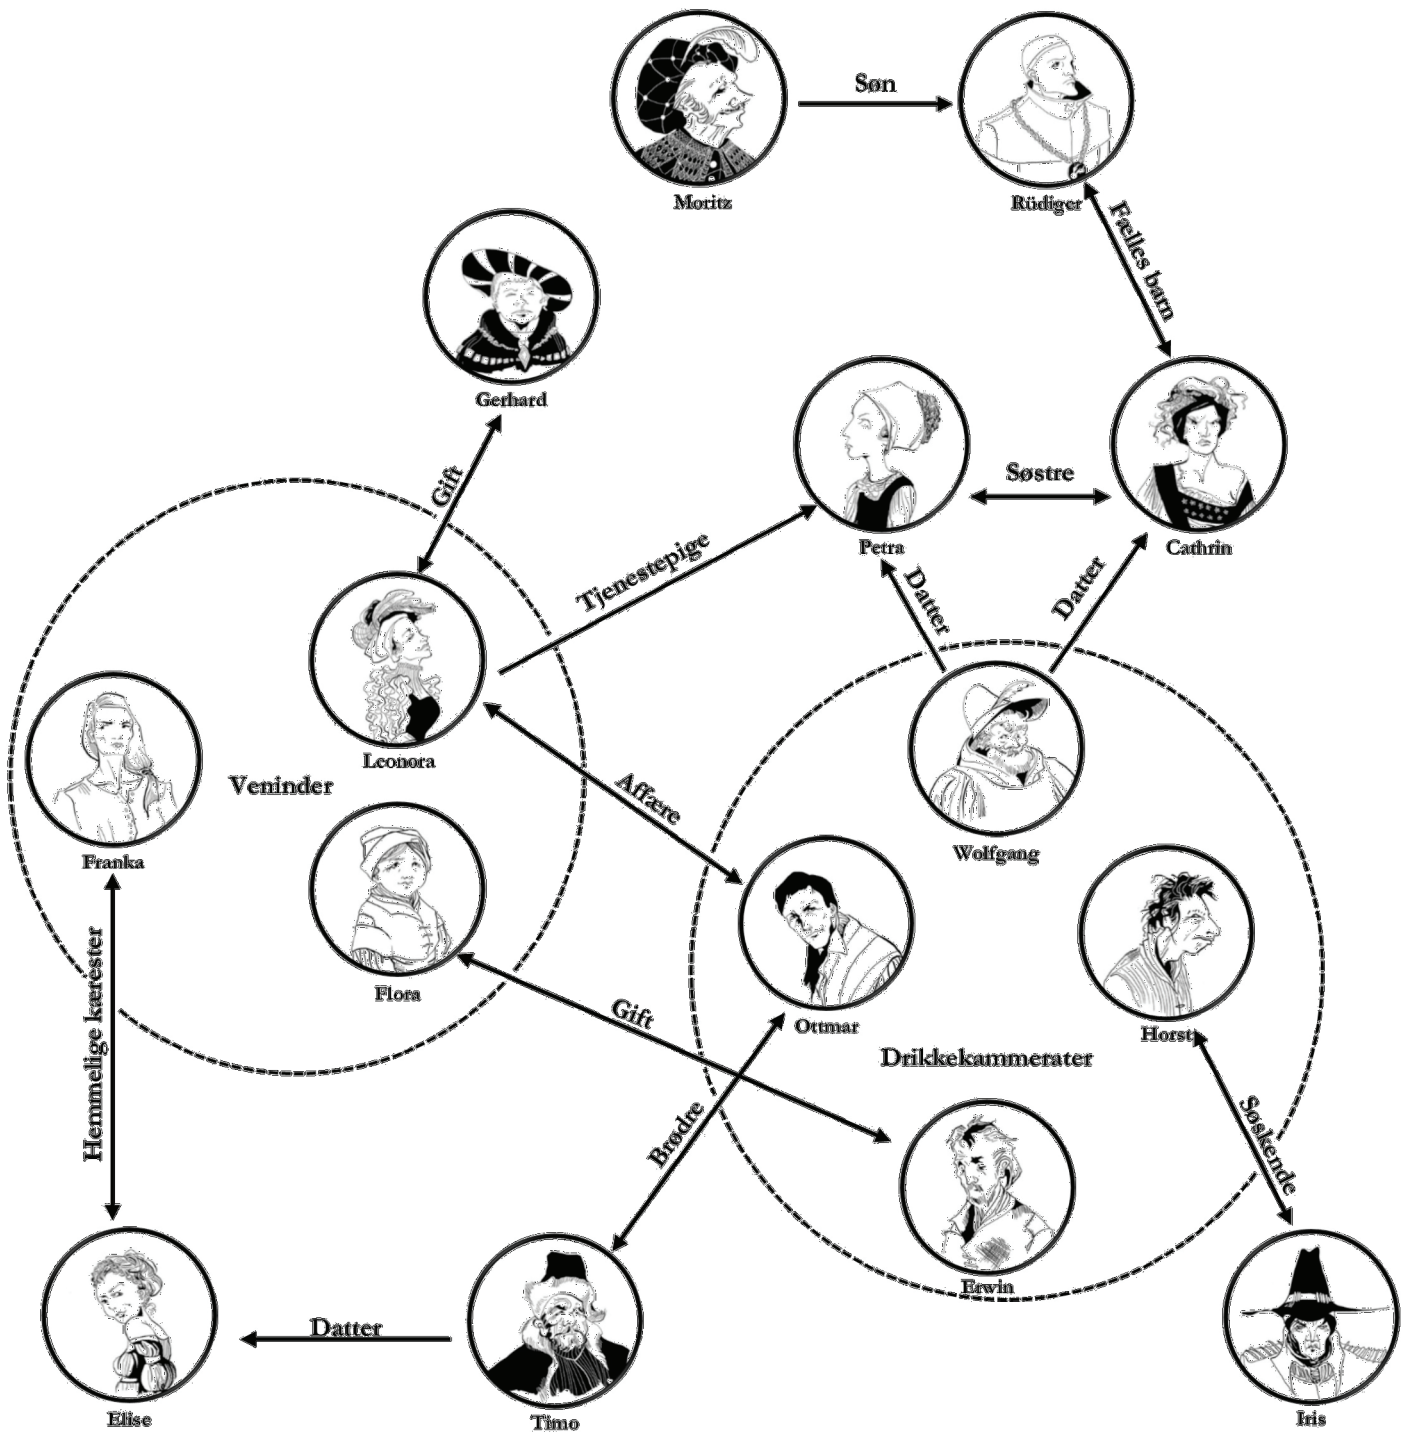 Søn
Moritz
Rüdiger
Fælles barn
Gerhard
Gift
Søstre
Petra
Cathrin
Tjenestepige
Datter
Datter
Leonora
Veninder
Affære
Wolfgang
Franka
Flora
Hemmelige kærester
Gift
Ottmar
Horst
Drikkekammerater
Brødre
Søskende
Erwin
Datter
Elise
Timo
Iris